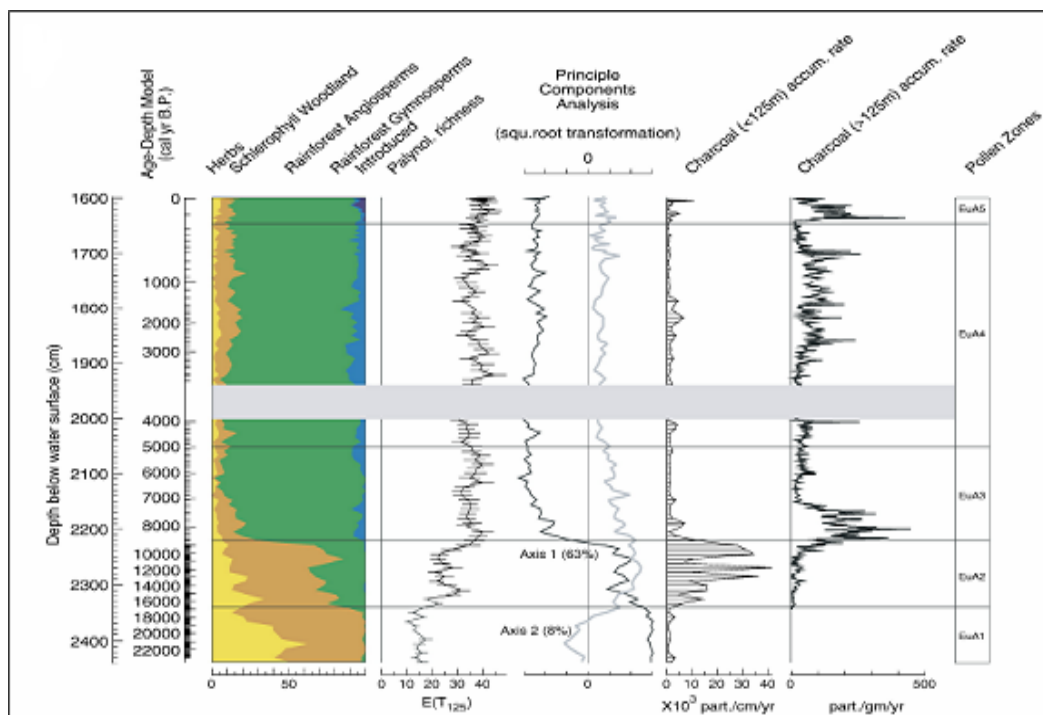 Age-Depth Model
(cal yr B.P.)
Herbs
Schlerophyll Woodland
Rainforest Angiosperms
Rainforest Gymnosperms
Introduced
Palynol. richness
Principle
Components
Analysis
(squ.root transformation)
0
Charcoal (<125m) accum. rate
Charcoal (>125m) accum. rate
Pollen Zones
Depth below water surface (cm)
1600
1700
1800
1900
2000
2100
2200
2300
2400
0
1000
2000
3000
4000
5000
6000
7000
8000
10000
12000
14000
16000
18000
20000
22000
Axis 1 (63%)
Axis 2 (8%)
EuA5
EuA4
EuA3
EuA2
EuA1
0 50
0 10 20 30 40
E(T125)
0
0 10 20 30 40
X10³ part./cm/yr
0 500
part./gm/yr